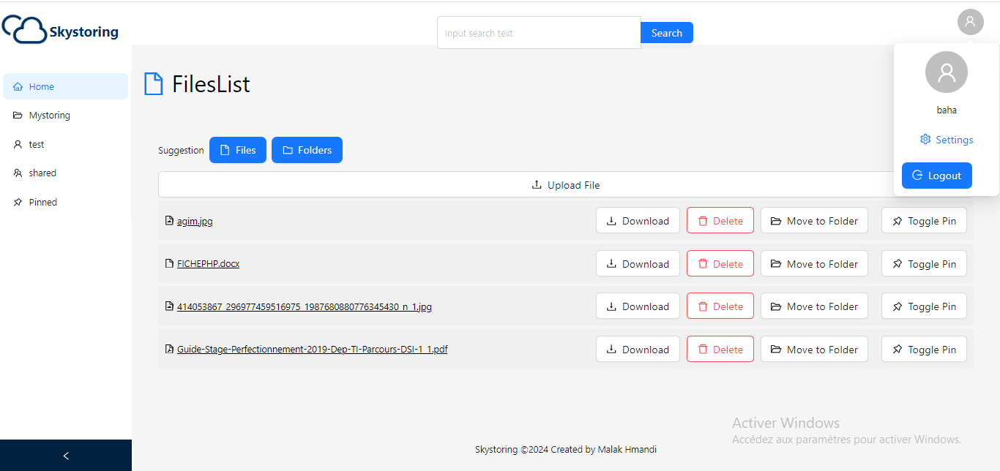 Skystoring
Input search text
Search
baha
Settings
Logout
Home
Mystoring
test
shared
Pinned
FilesList
Suggestion
Files
Folders
Upload File
agim.jpg Download Delete Move to Folder Toggle Pin
FICHEPHP.docx Download Delete Move to Folder Toggle Pin
414053867_296977459516975_1987680880776345430_n_1.jpg Download Delete Move to Folder Toggle Pin
Guide-Stage-Perfectionnement-2019-Dep-TI-Parcours-DSI-1_1.pdf Download Delete Move to Folder Toggle Pin
Activer Windows
Accédez aux paramètres pour activer Windows.
Skystoring ©2024 Created by Malak Hmandi